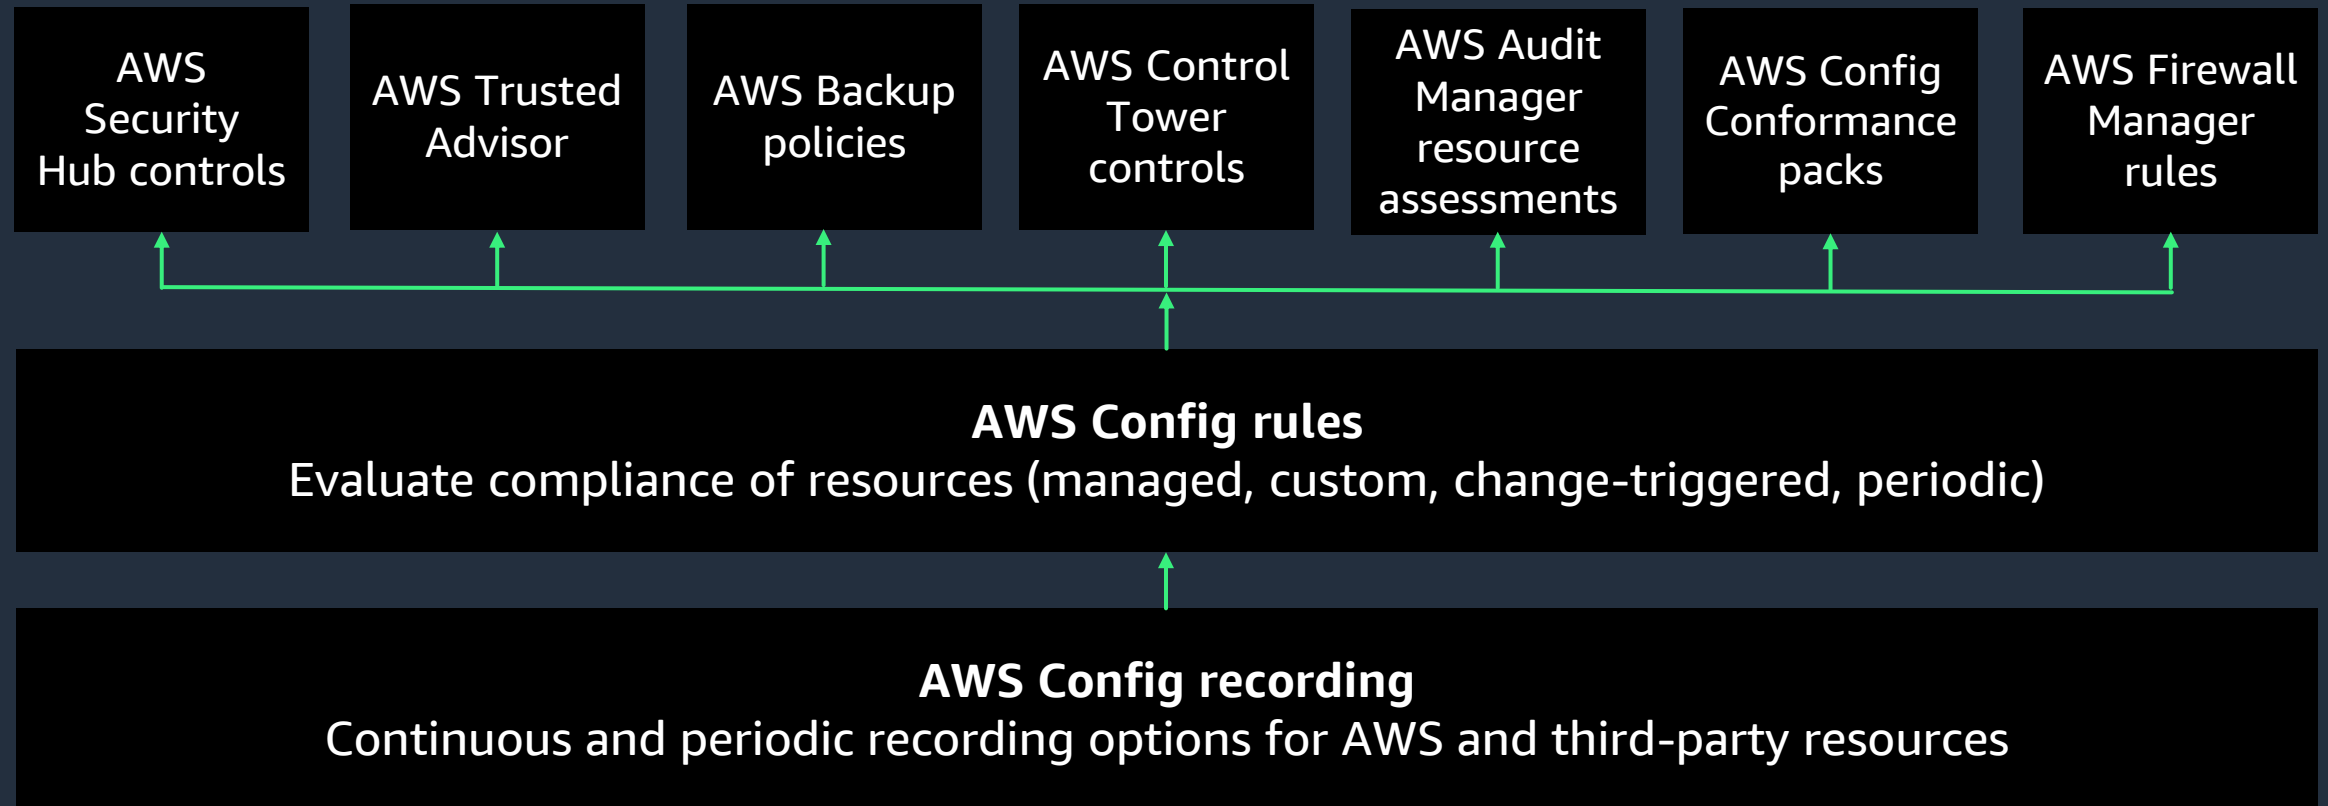 AWS
Security
Hub controls
AWS Trusted
Advisor
AWS Backup
policies
AWS Control
Tower
controls
AWS Audit
Manager
resource
assessments
AWS Config
Conformance
packs
AWS Firewall
Manager
rules
AWS Config rules
Evaluate compliance of resources (managed, custom, change-triggered, periodic)
AWS Config recording
Continuous and periodic recording options for AWS and third-party resources